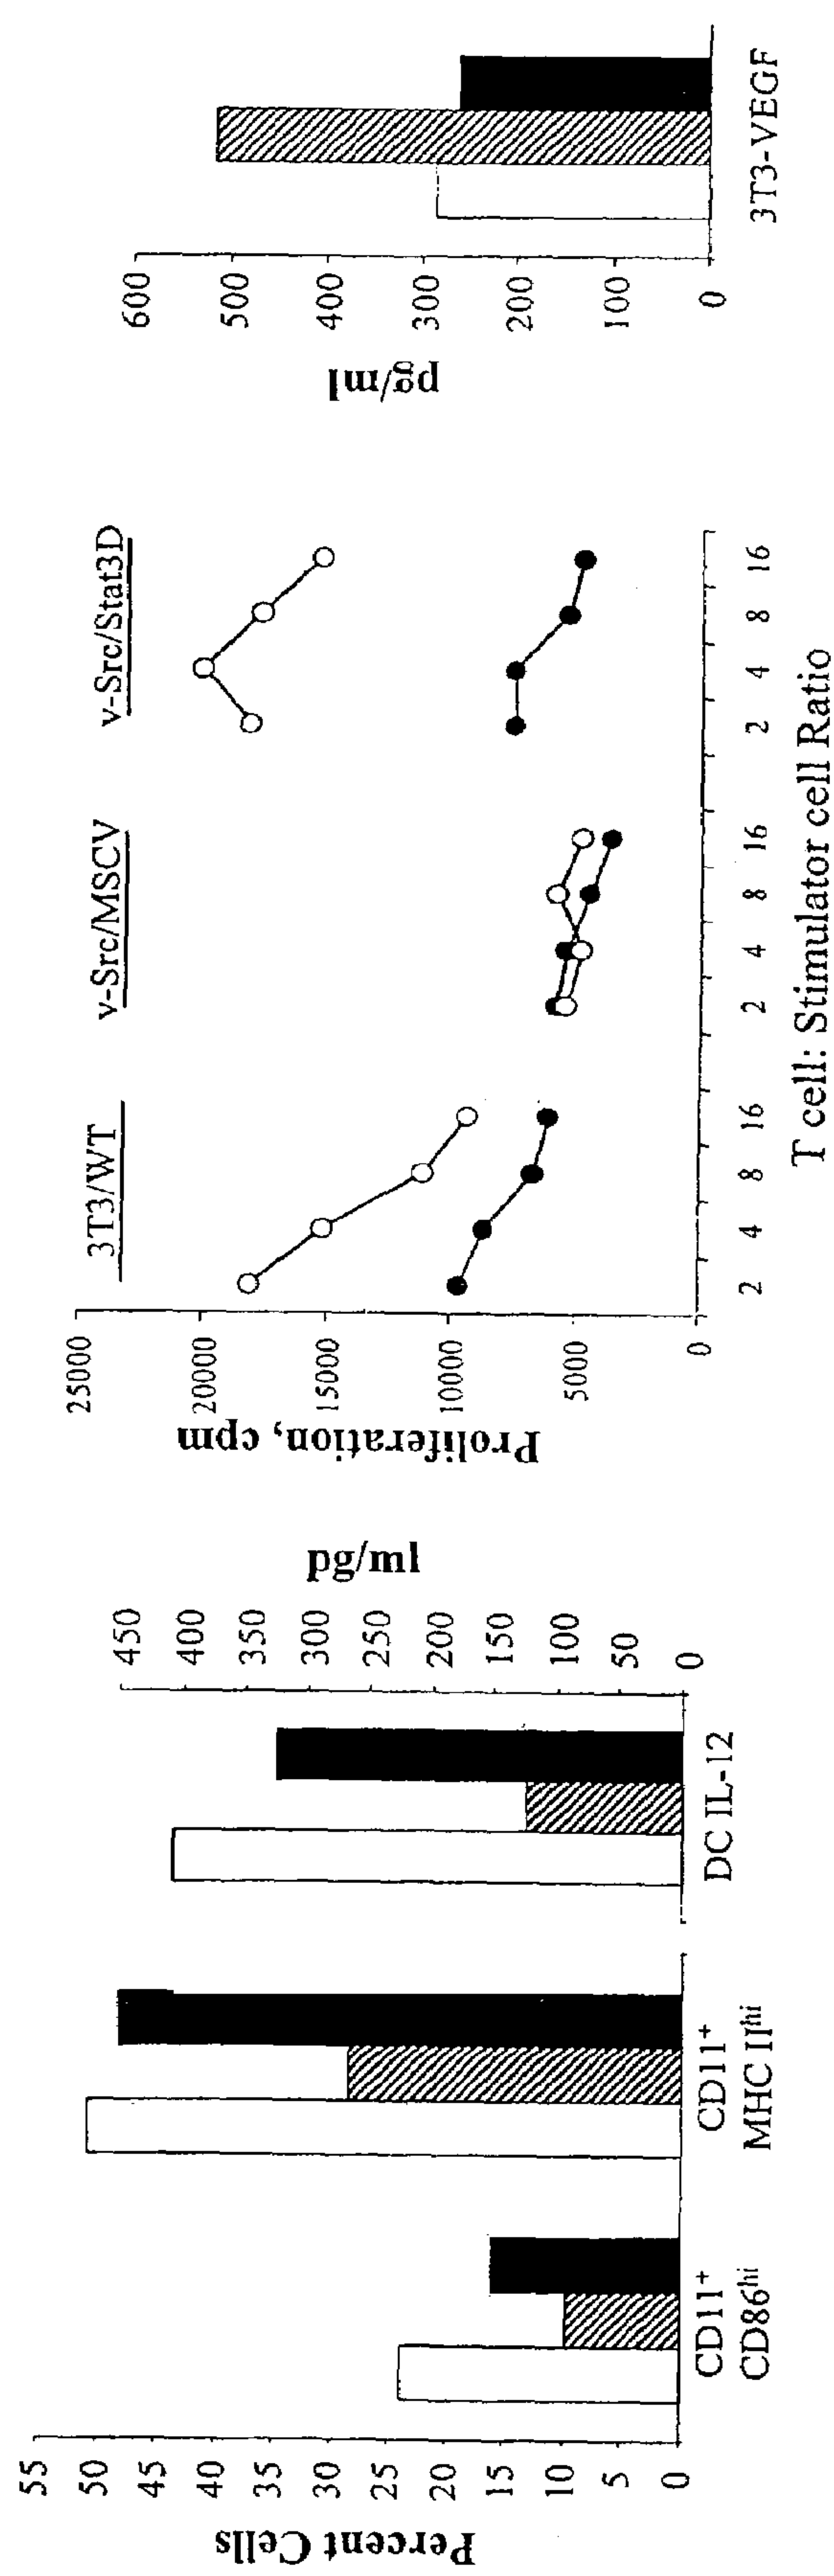 Percent Cells
55
50
45
40
35
30
25
20
15
10
5
0
CD11+
CD86hi
CD11+
MHC IIhi
DC IL-12
450
400
350
300
250
200
150
100
50
0
pg/ml
Proliferation, cpm
25000
20000
15000
10000
5000
0
3T3/WT
v-Src/MSCV
v-Src/Stat3D
2 4 8 16 2 4 8 16 2 4 8 16
T cell: Stimulator cell Ratio
pg/ml
600
500
400
300
200
100
0
3T3-VEGF